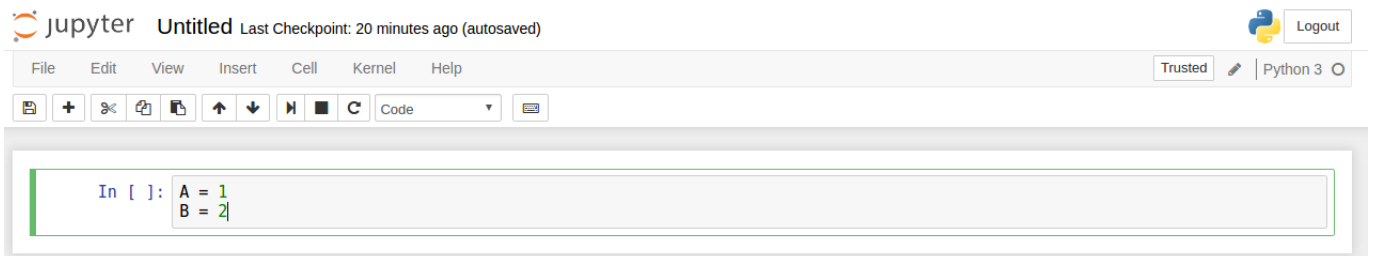 jupyter Untitled Last Checkpoint: 20 minutes ago (autosaved) Logout
File Edit View Insert Cell Kernel Help Trusted Python 3
Code
In [ ]: A = 1
B = 2